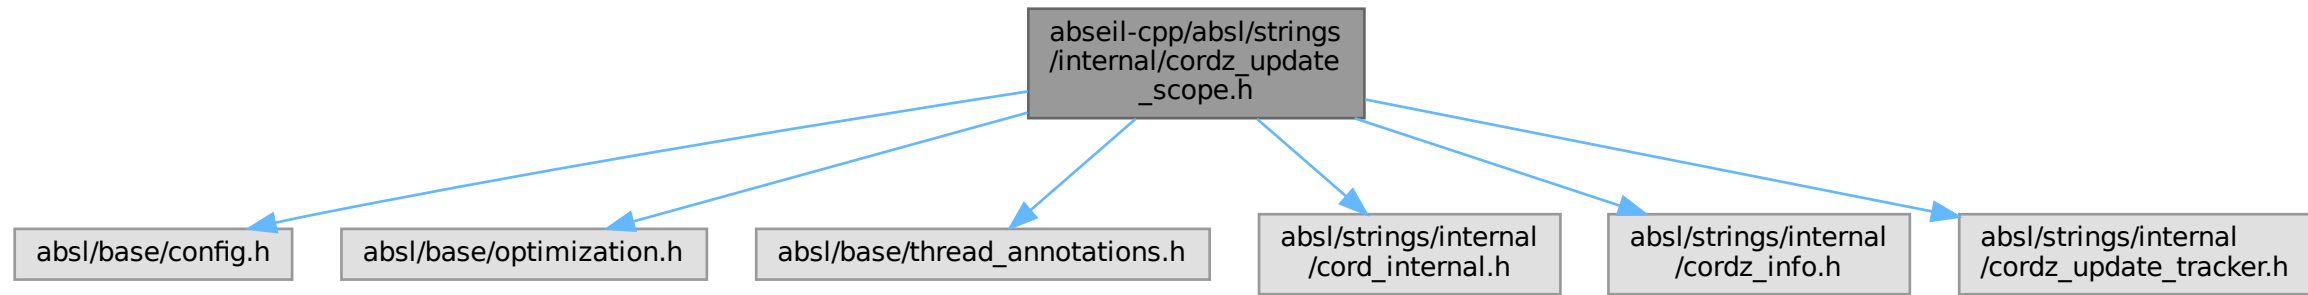 abseil-cpp/absl/strings
/internal/cordz_update
_scope.h
absl/base/config.h
absl/base/optimization.h
absl/base/thread_annotations.h
absl/strings/internal
/cord_internal.h
absl/strings/internal
/cordz_info.h
absl/strings/internal
/cordz_update_tracker.h